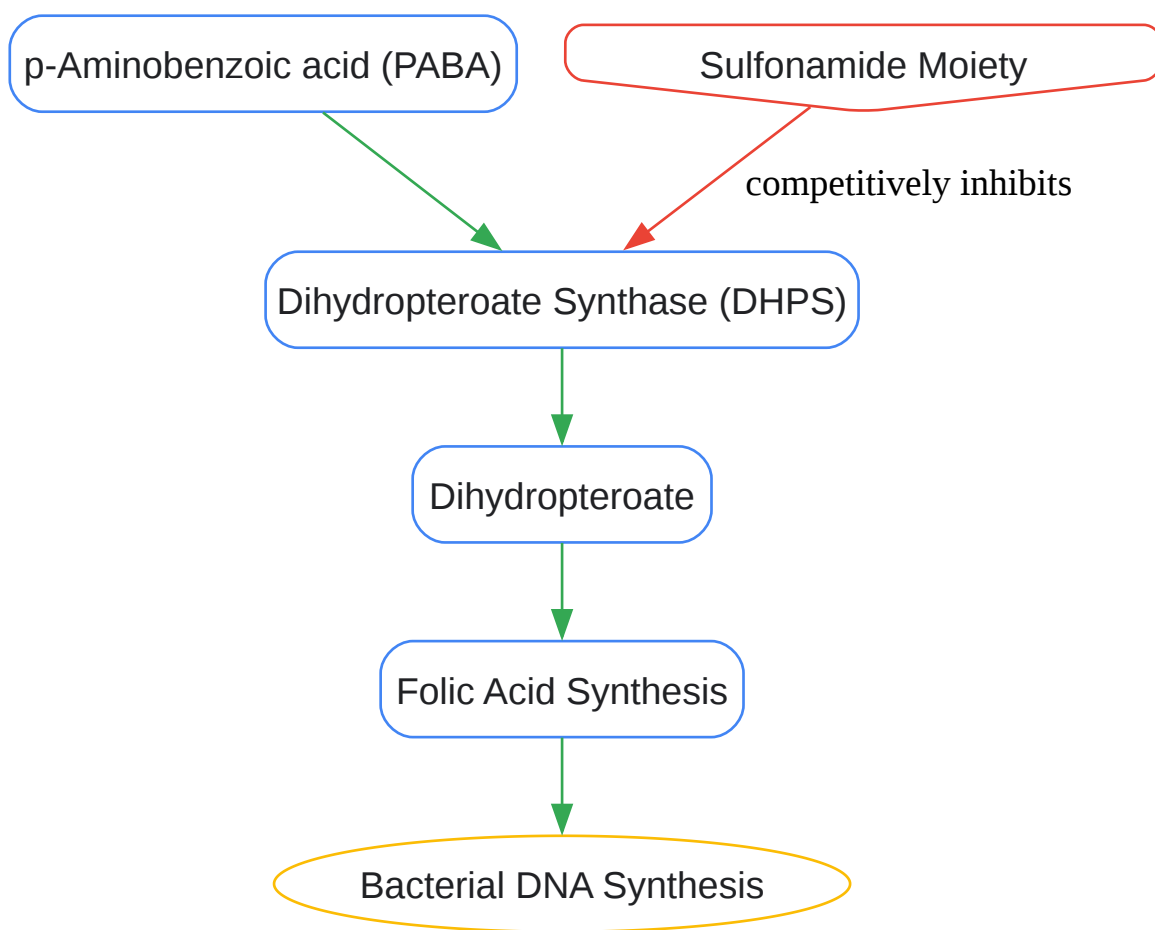 p-Aminobenzoic acid (PABA)
Sulfonamide Moiety
competitively inhibits
Dihydropteroate Synthase (DHPS)
Dihydropteroate
Folic Acid Synthesis
Bacterial DNA Synthesis